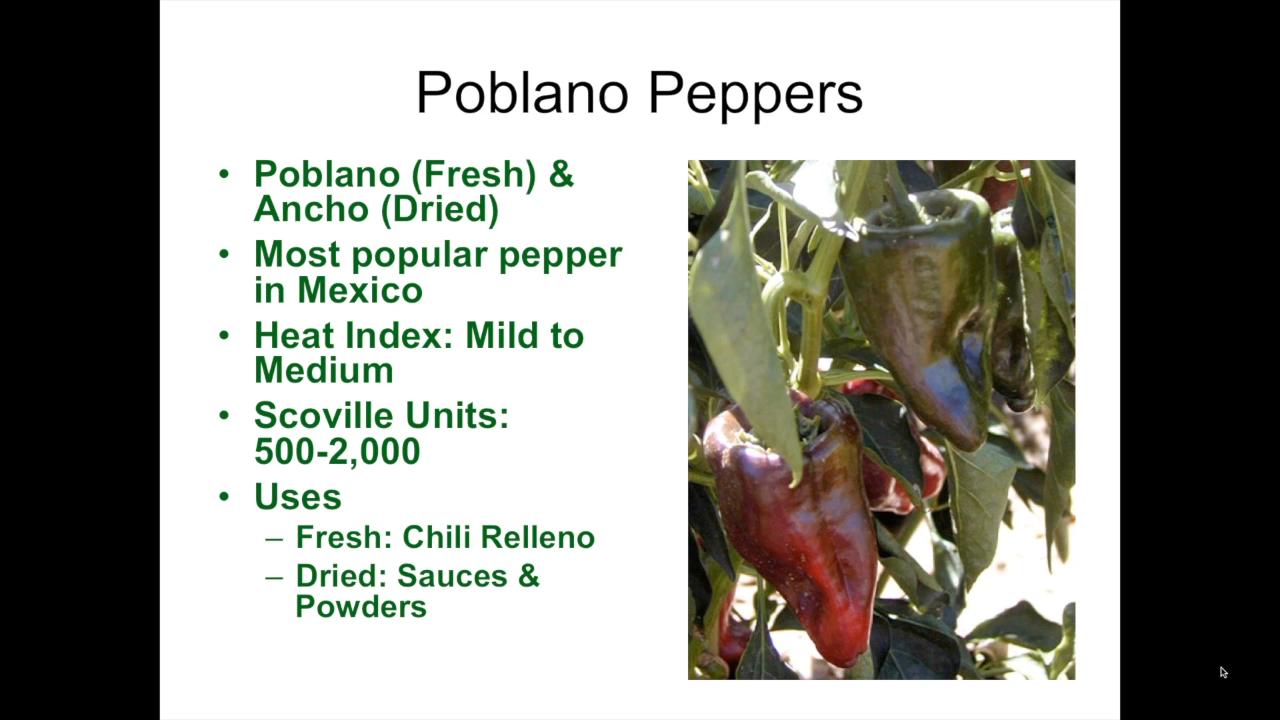 Poblano Peppers
• Poblano (Fresh) &
Ancho (Dried)
• Most popular pepper
in Mexico
• Heat Index: Mild to
Medium
• Scoville Units:
500-2,000
• Uses
– Fresh: Chili Relleno
– Dried: Sauces &
Powders